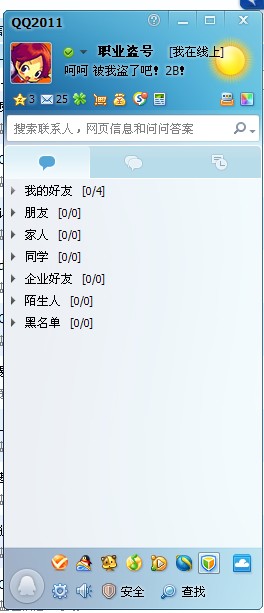 QQ2011
职业盗号 [我在线上]
呵呵 被我盗了吧！2B！
3 25
搜索联系人，网页信息和问问答案
我的好友 [0/4]
朋友 [0/0]
家人 [0/0]
同学 [0/0]
企业好友 [0/0]
陌生人 [0/0]
黑名单 [0/0]
安全 查找